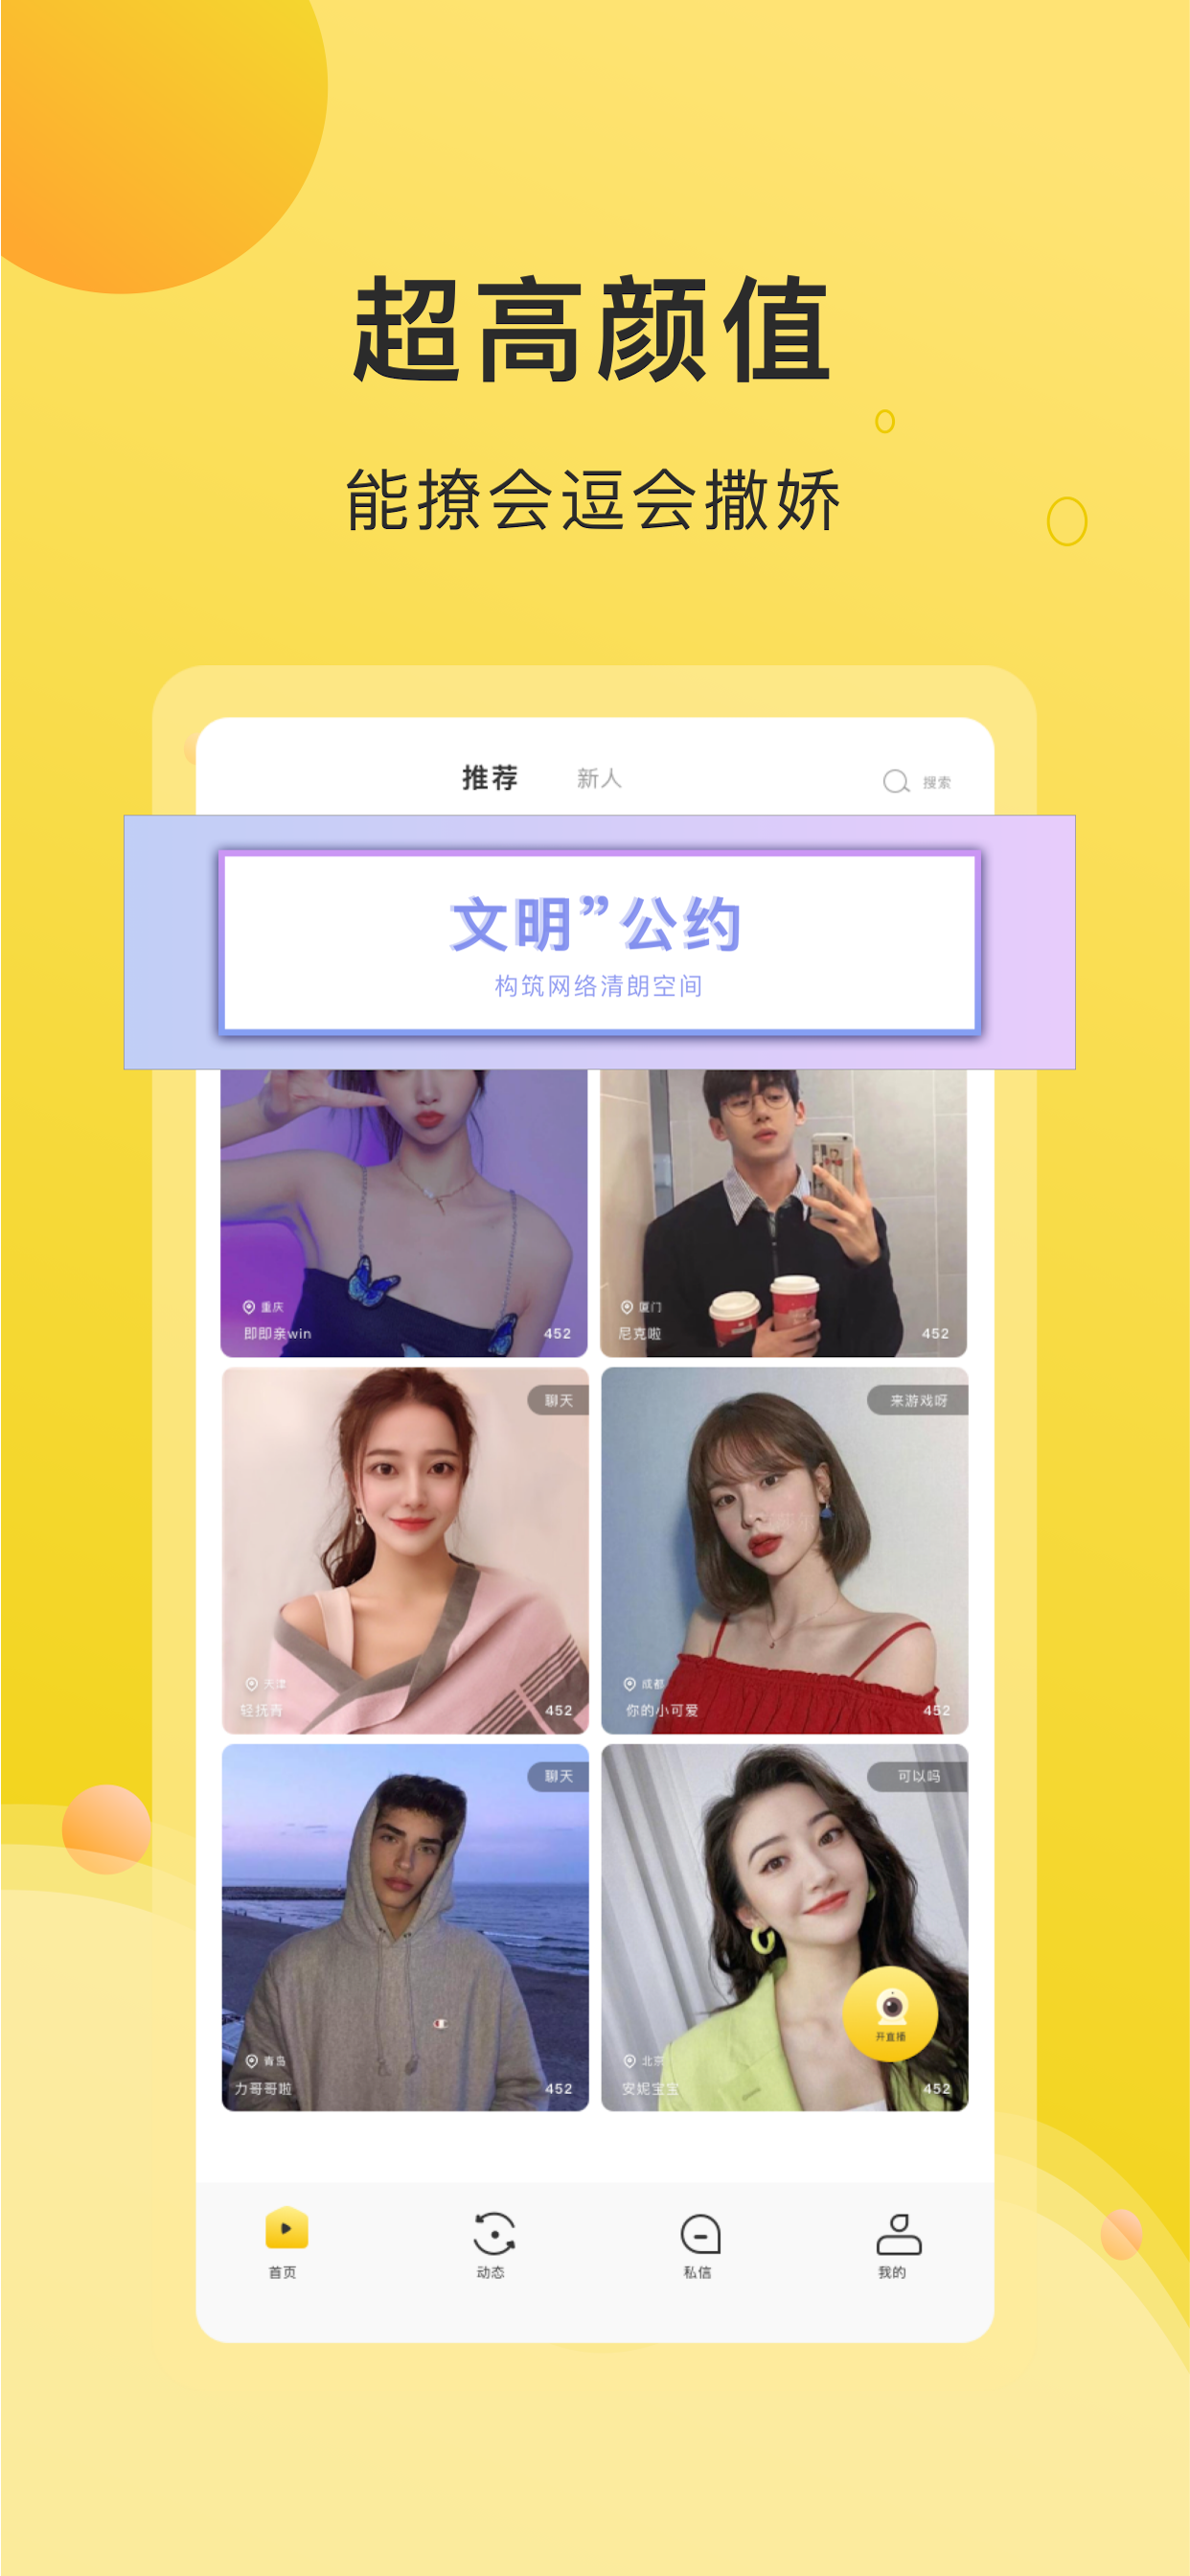 超高颜值
能撩会逗会撒娇
推荐 新人 搜索
文明”公约
构筑网络清朗空间
重庆
即即亲win 452
厦门
尼克啦 452
聊天
天津
轻抚青 452
来游戏呀
成都
你的小可爱 452
聊天
青岛
力哥哥啦 452
可以吗
开直播
北京
安妮宝宝 452
首页 动态 私信 我的